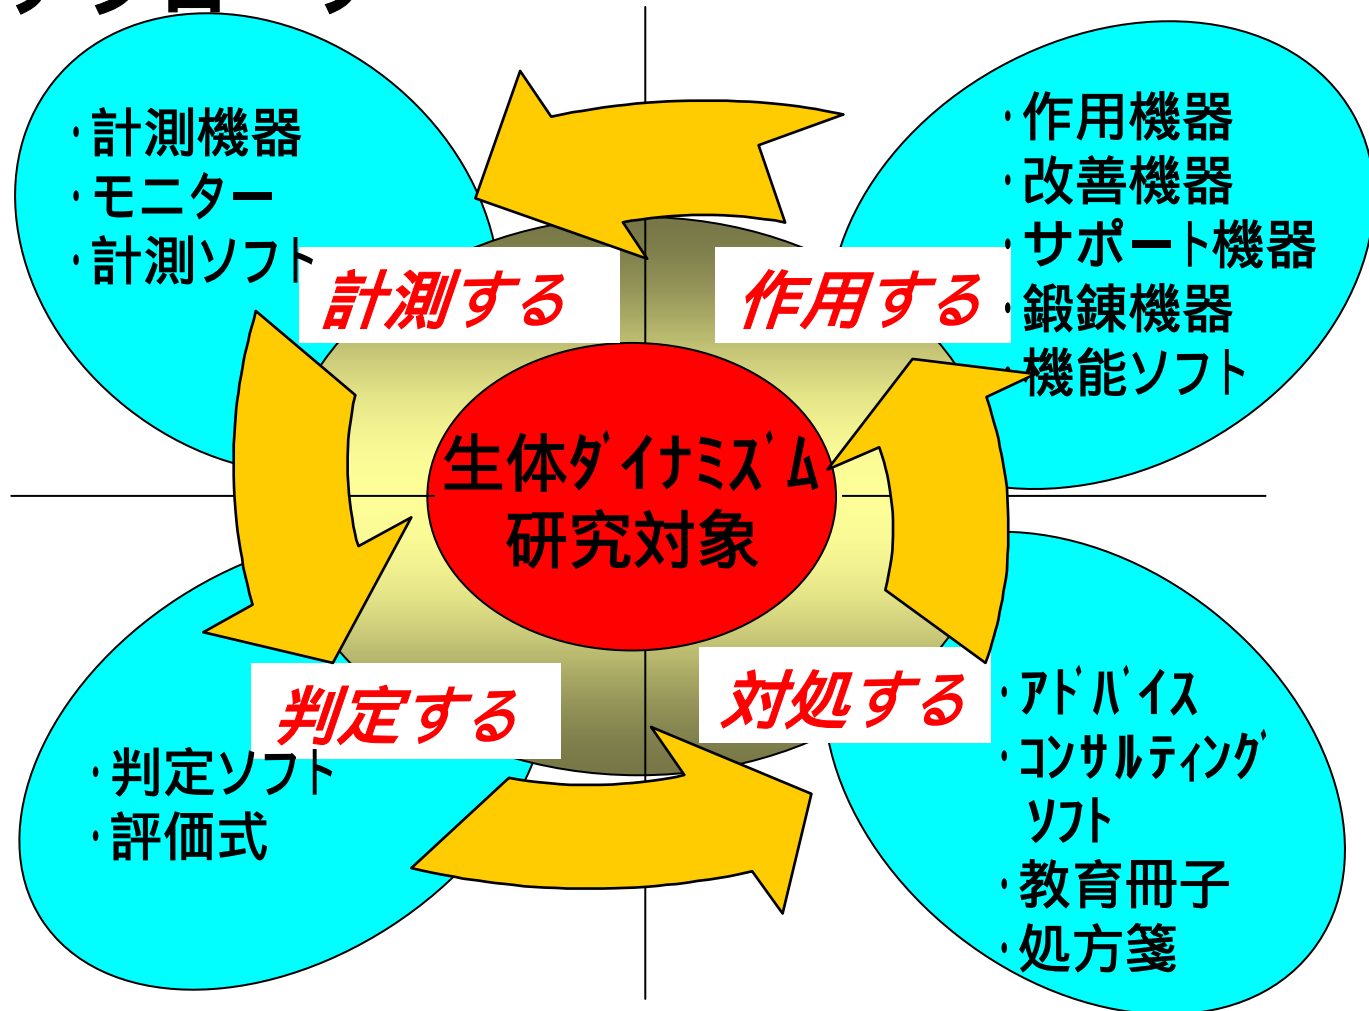 アプローチ
・計測機器
・モニター
・計測ソフト
計測する
作用する
・作用機器
・改善機器
・サポート機器
・鍛錬機器
・機能ソフト
生体ﾀﾞｲﾅﾐｽﾞﾑ
研究対象
判定する
・判定ソフト
・評価式
対処する
・ｱﾄﾞﾊﾞｲｽ
・ｺﾝｻﾙﾃｨﾝｸﾞ
ｿﾌﾄ
・教育冊子
・処方箋